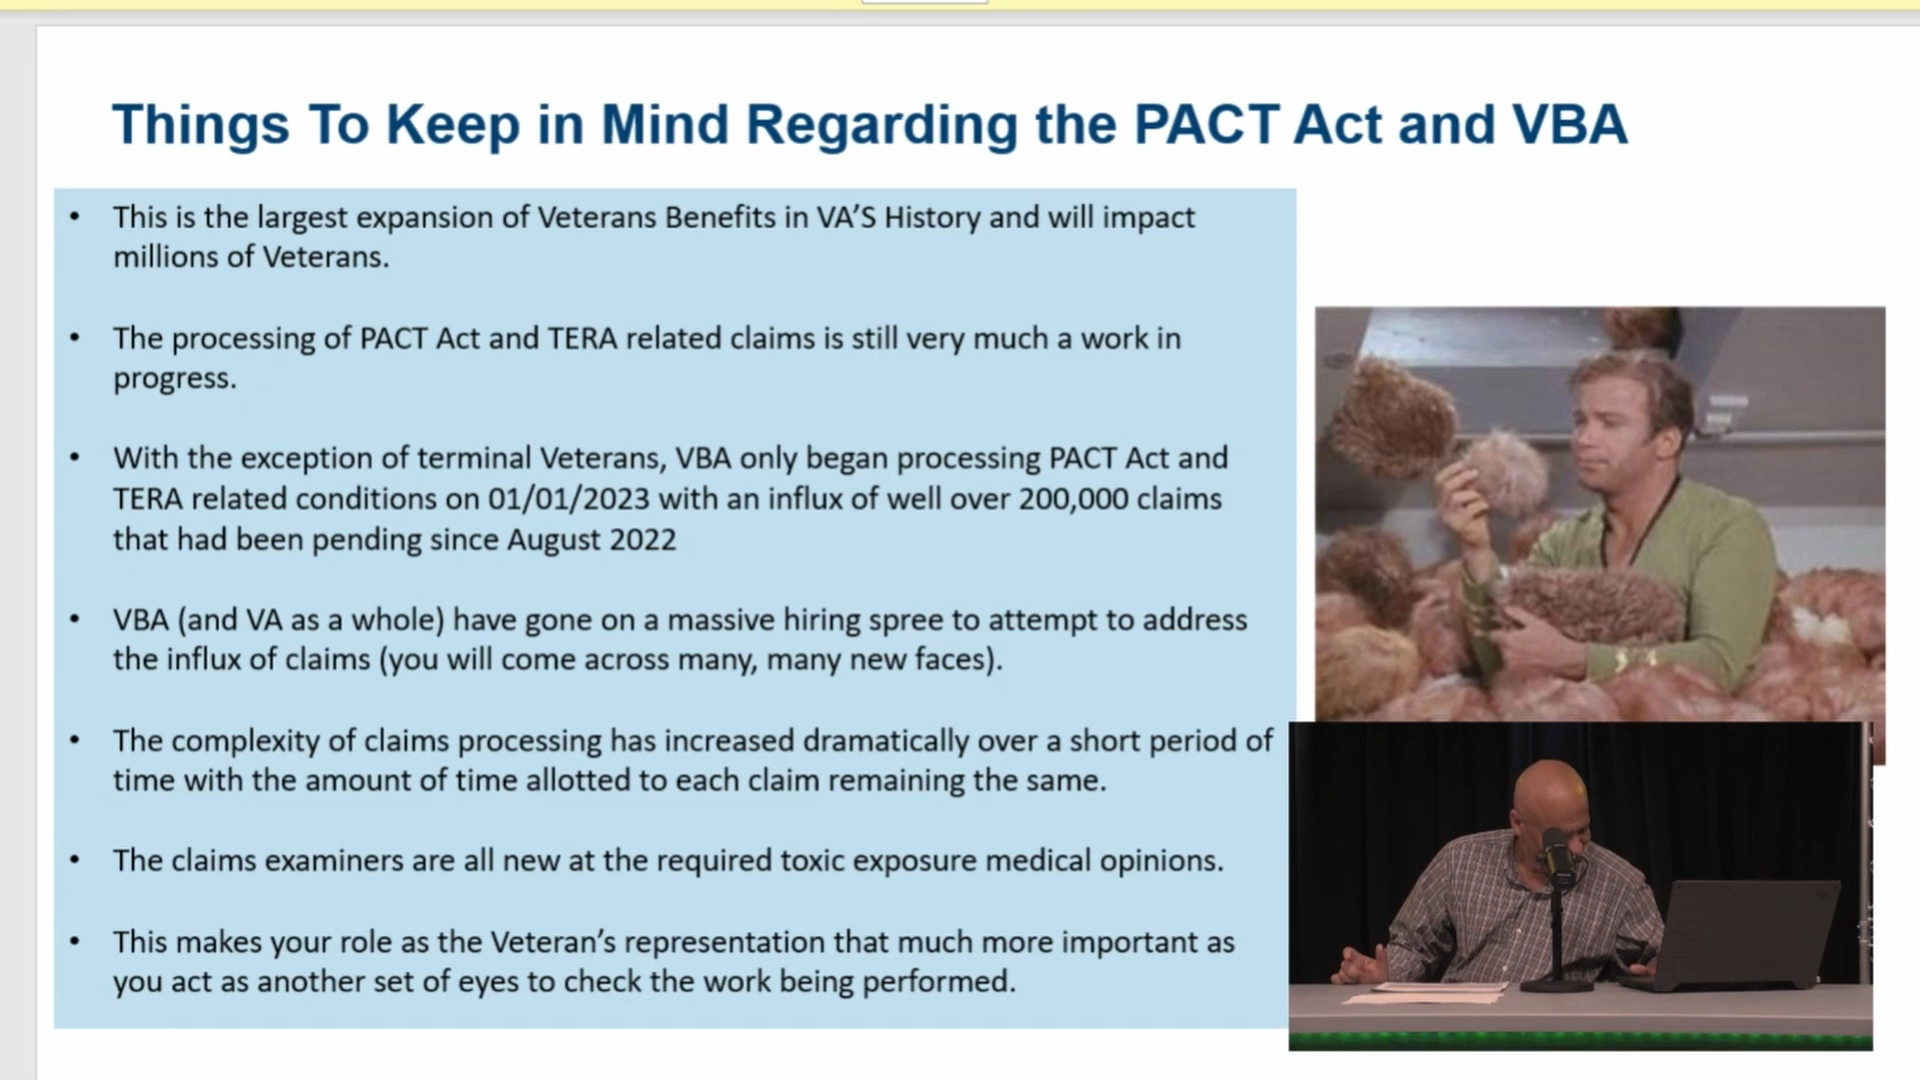 Things To Keep in Mind Regarding the PACT Act and VBA
• This is the largest expansion of Veterans Benefits in VA'S History and will impact
millions of Veterans.
• The processing of PACT Act and TERA related claims is still very much a work in
progress.
• With the exception of terminal Veterans, VBA only began processing PACT Act and
TERA related conditions on 01/01/2023 with an influx of well over 200,000 claims
that had been pending since August 2022
• VBA (and VA as a whole) have gone on a massive hiring spree to attempt to address
the influx of claims (you will come across many, many new faces).
• The complexity of claims processing has increased dramatically over a short period of
time with the amount of time allotted to each claim remaining the same.
• The claims examiners are all new at the required toxic exposure medical opinions.
• This makes your role as the Veteran's representation that much more important as
you act as another set of eyes to check the work being performed.